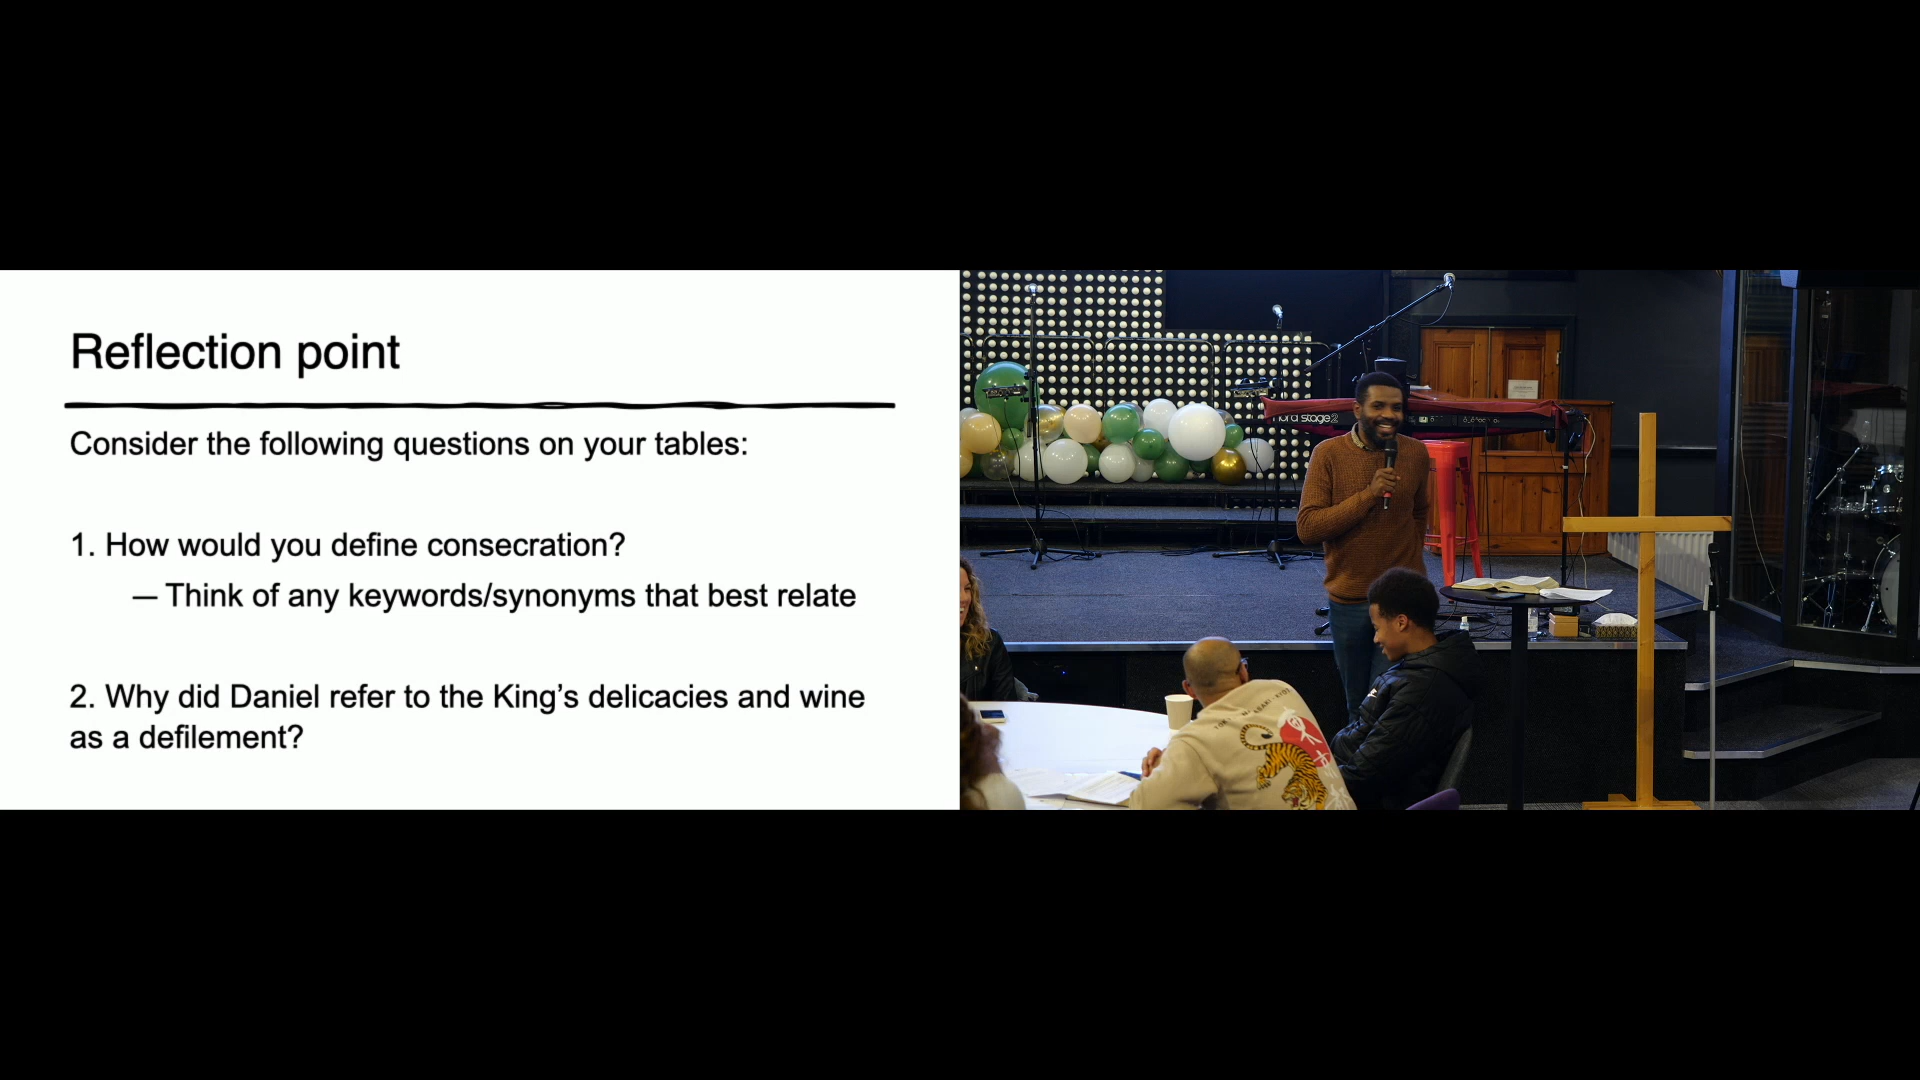 Reflection point
Consider the following questions on your tables:
1. How would you define consecration?
— Think of any keywords/synonyms that best relate
2. Why did Daniel refer to the King’s delicacies and wine
as a defilement?
nord stage 2